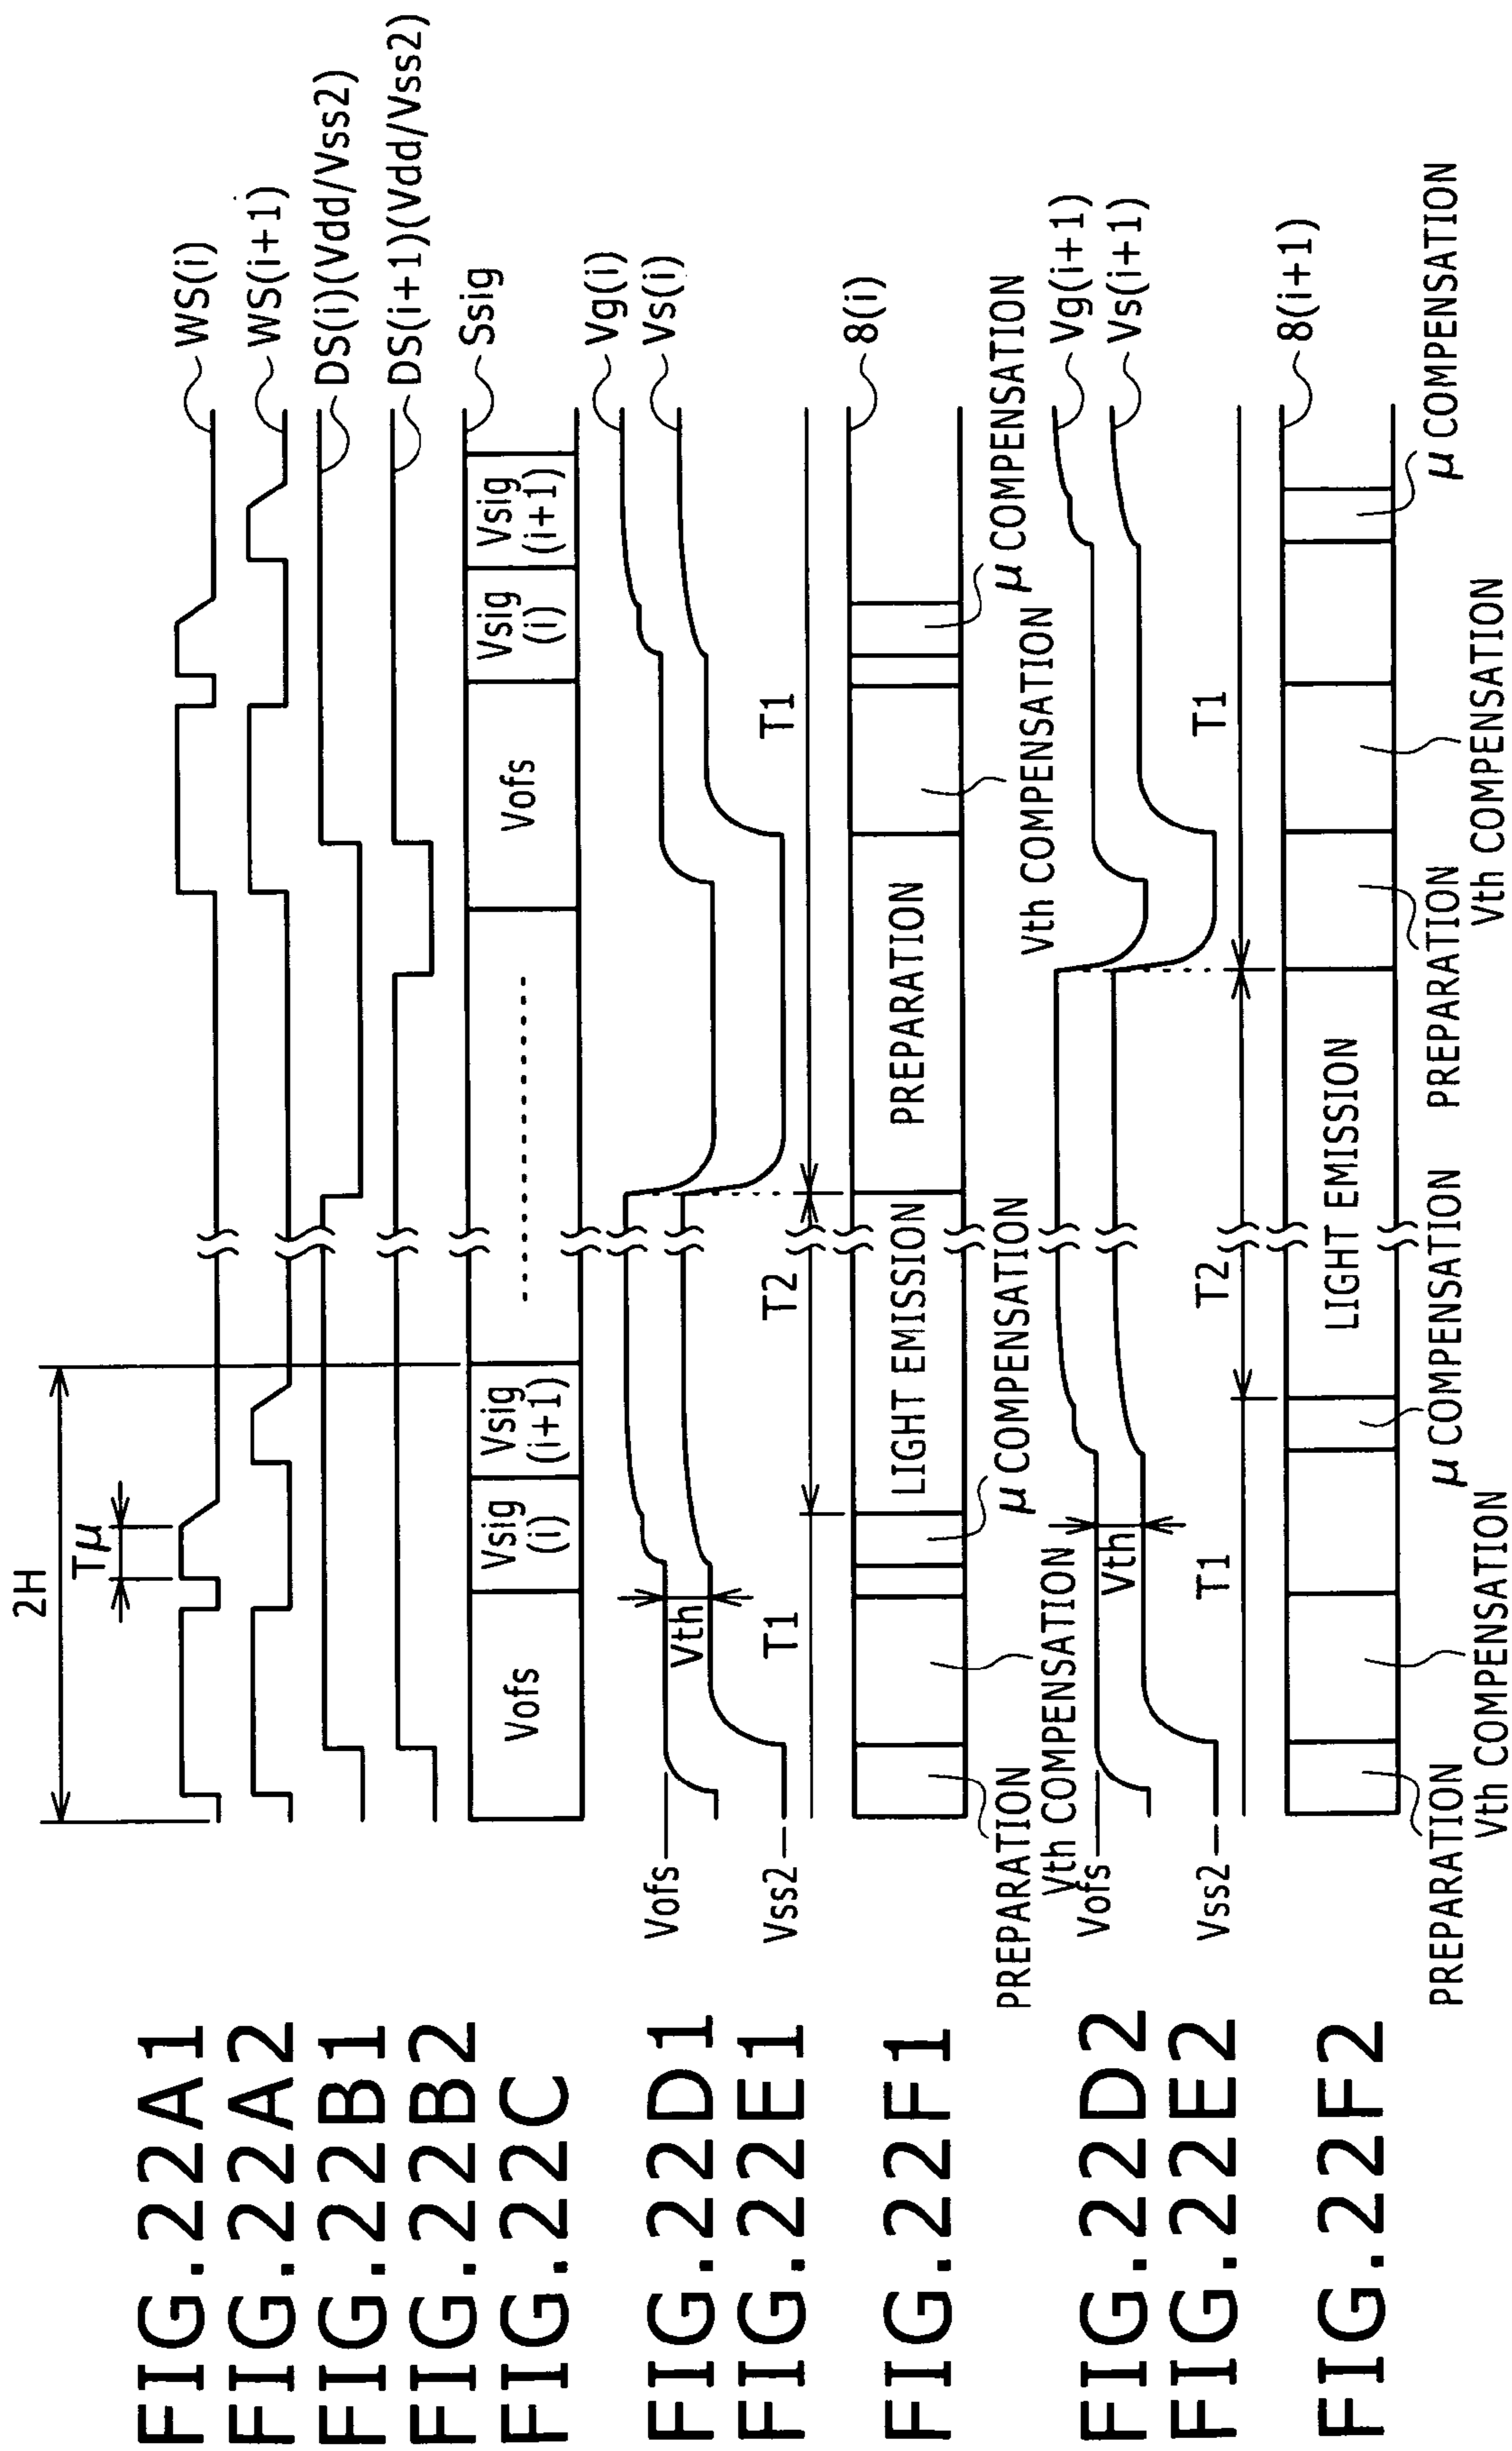 FIG.22A1
2H
Tμ
WS(i)
FIG.22A2
WS(i+1)
FIG.22B1
DS(i)(Vdd/Vss2)
FIG.22B2
DS(i+1)(Vdd/Vss2)
FIG.22C
Vofs
Vsig
(i)
Vsig
(i+1)
Vofs
Vsig
(i)
Vsig
(i+1)
Ssig
FIG.22D1
Vofs
Vth
Vg(i)
FIG.22E1
Vss2
Vs(i)
T1
T2
T1
FIG.22F1
LIGHT EMISSION
PREPARATION
8(i)
PREPARATION
Vth COMPENSATION
μ COMPENSATION
Vth COMPENSATION
μ COMPENSATION
FIG.22D2
Vofs
Vth
Vg(i+1)
FIG.22E2
Vss2
Vs(i+1)
T1
T2
T1
FIG.22F2
LIGHT EMISSION
8(i+1)
PREPARATION
Vth COMPENSATION
μ COMPENSATION
PREPARATION
Vth COMPENSATION
μ COMPENSATION